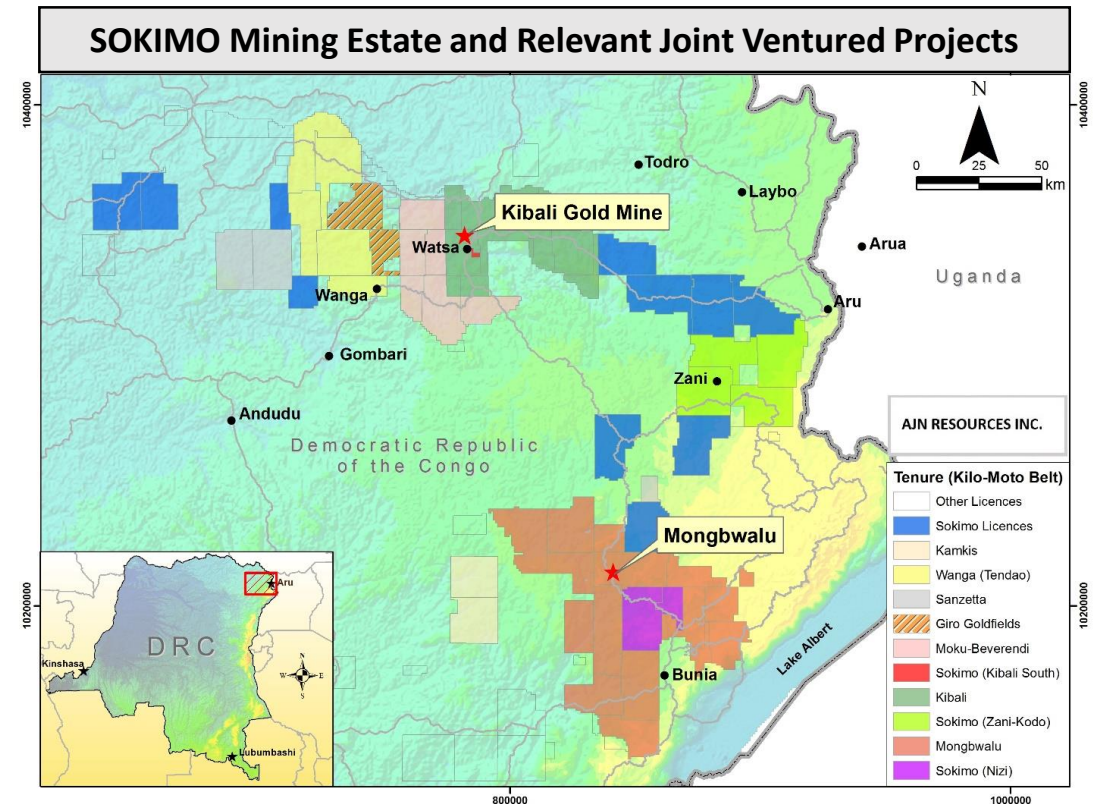 SOKIMO Mining Estate and Relevant Joint Ventured Projects
10400000
10400000
N
0 25 50
km
Todro
Laybo
Kibali Gold Mine
Watsa
Arua
Uganda
Wanga
Aru
Gombari
Zani
Andudu
Democratic Republic
of the Congo
AJN RESOURCES INC.
Tenure (Kilo-Moto Belt)
Other Licences
Sokimo Licences
Kamkis
Wanga (Tendao)
Sanzetta
Giro Goldfields
Moku-Beverendi
Sokimo (Kibali South)
Kibali
Sokimo (Zani-Kodo)
Mongbwalu
Sokimo (Nizi)
Mongbwalu
Bunia
Lake Albert
10200000
10200000
Aru
DRC
Kinshasa
N
W E
S
Lubumbashi
800000
1000000